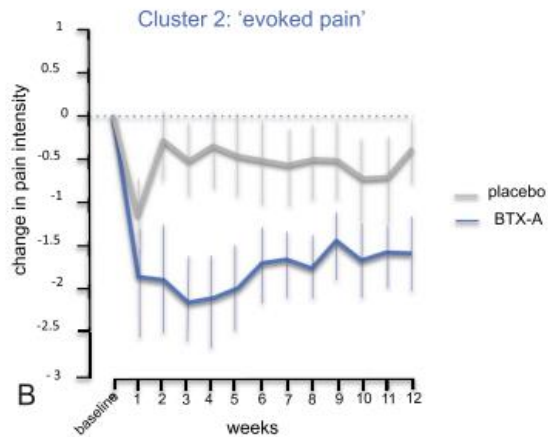 Cluster 2: ‘evoked pain’
1
0.5
0
-0.5
-1
-1.5
-2
-2.5
-3
change in pain intensity
placebo
BTX-A
B
baseline 1 2 3 4 5 6 7 8 9 10 11 12
weeks